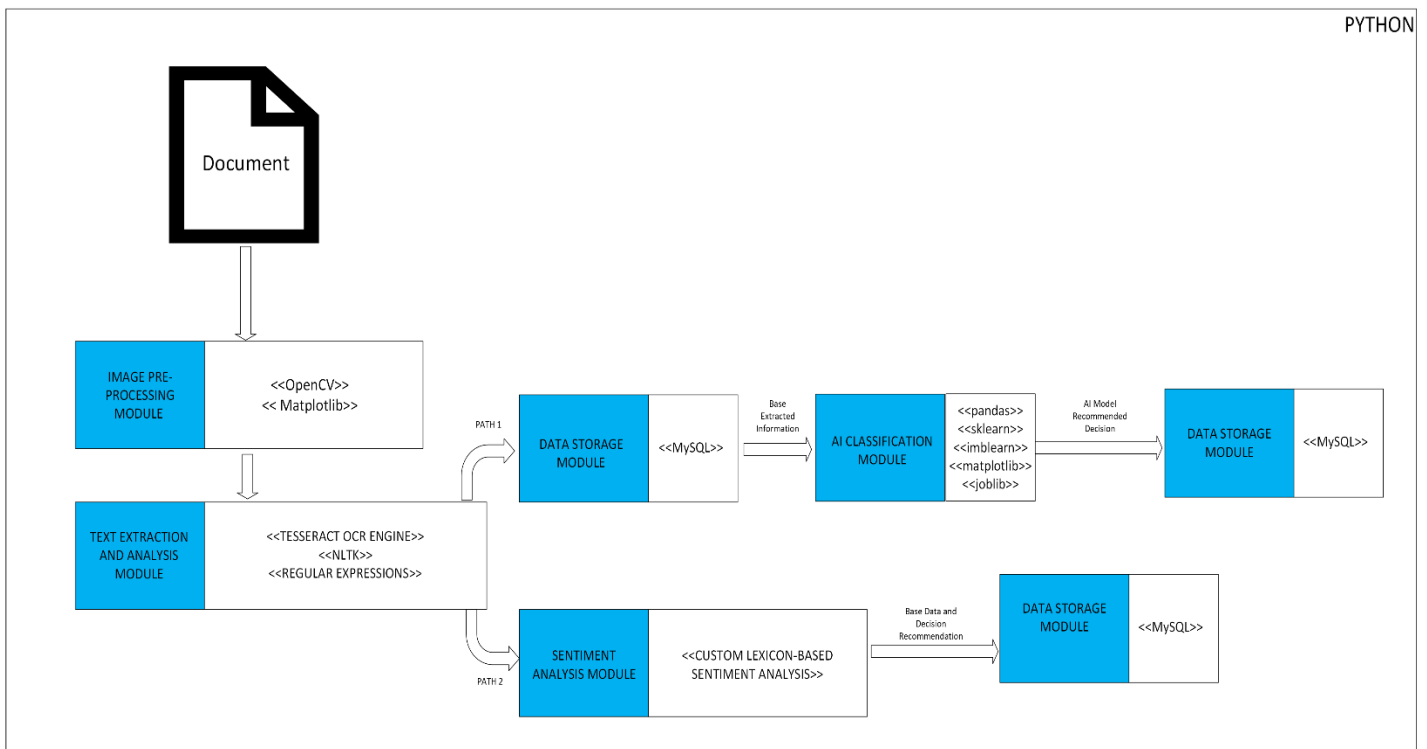 PYTHON
Document
IMAGE PRE-
PROCESSING
MODULE
<<OpenCV>>
<< Matplotlib>>
TEXT EXTRACTION
AND ANALYSIS
MODULE
<<TESSERACT OCR ENGINE>>
<<NLTK>>
<<REGULAR EXPRESSIONS>>
PATH 1
DATA STORAGE
MODULE
<<MySQL>>
Base
Extracted
Information
AI CLASSIFICATION
MODULE
<<pandas>>
<<sklearn>>
<<imblearn>>
<<matplotlib>>
<<joblib>>
AI Model
Recommended
Decision
DATA STORAGE
MODULE
<<MySQL>>
PATH 2
SENTIMENT
ANALYSIS MODULE
<<CUSTOM LEXICON-BASED
SENTIMENT ANALYSIS>>
Base Data and
Decision
Recommendation
DATA STORAGE
MODULE
<<MySQL>>